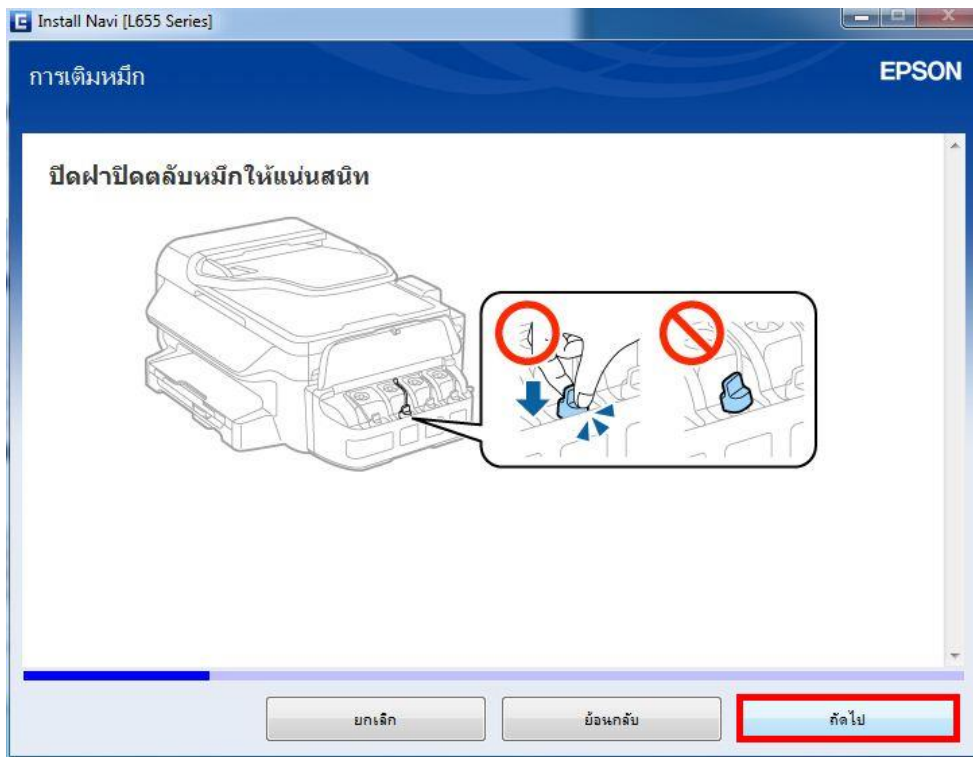 Install Navi [L655 Series]
การเติมหมึก
EPSON
ปิดฝาปิดตลับหมึกให้แน่นสนิท
ยกเลิก
ย้อนกลับ
ถัดไป